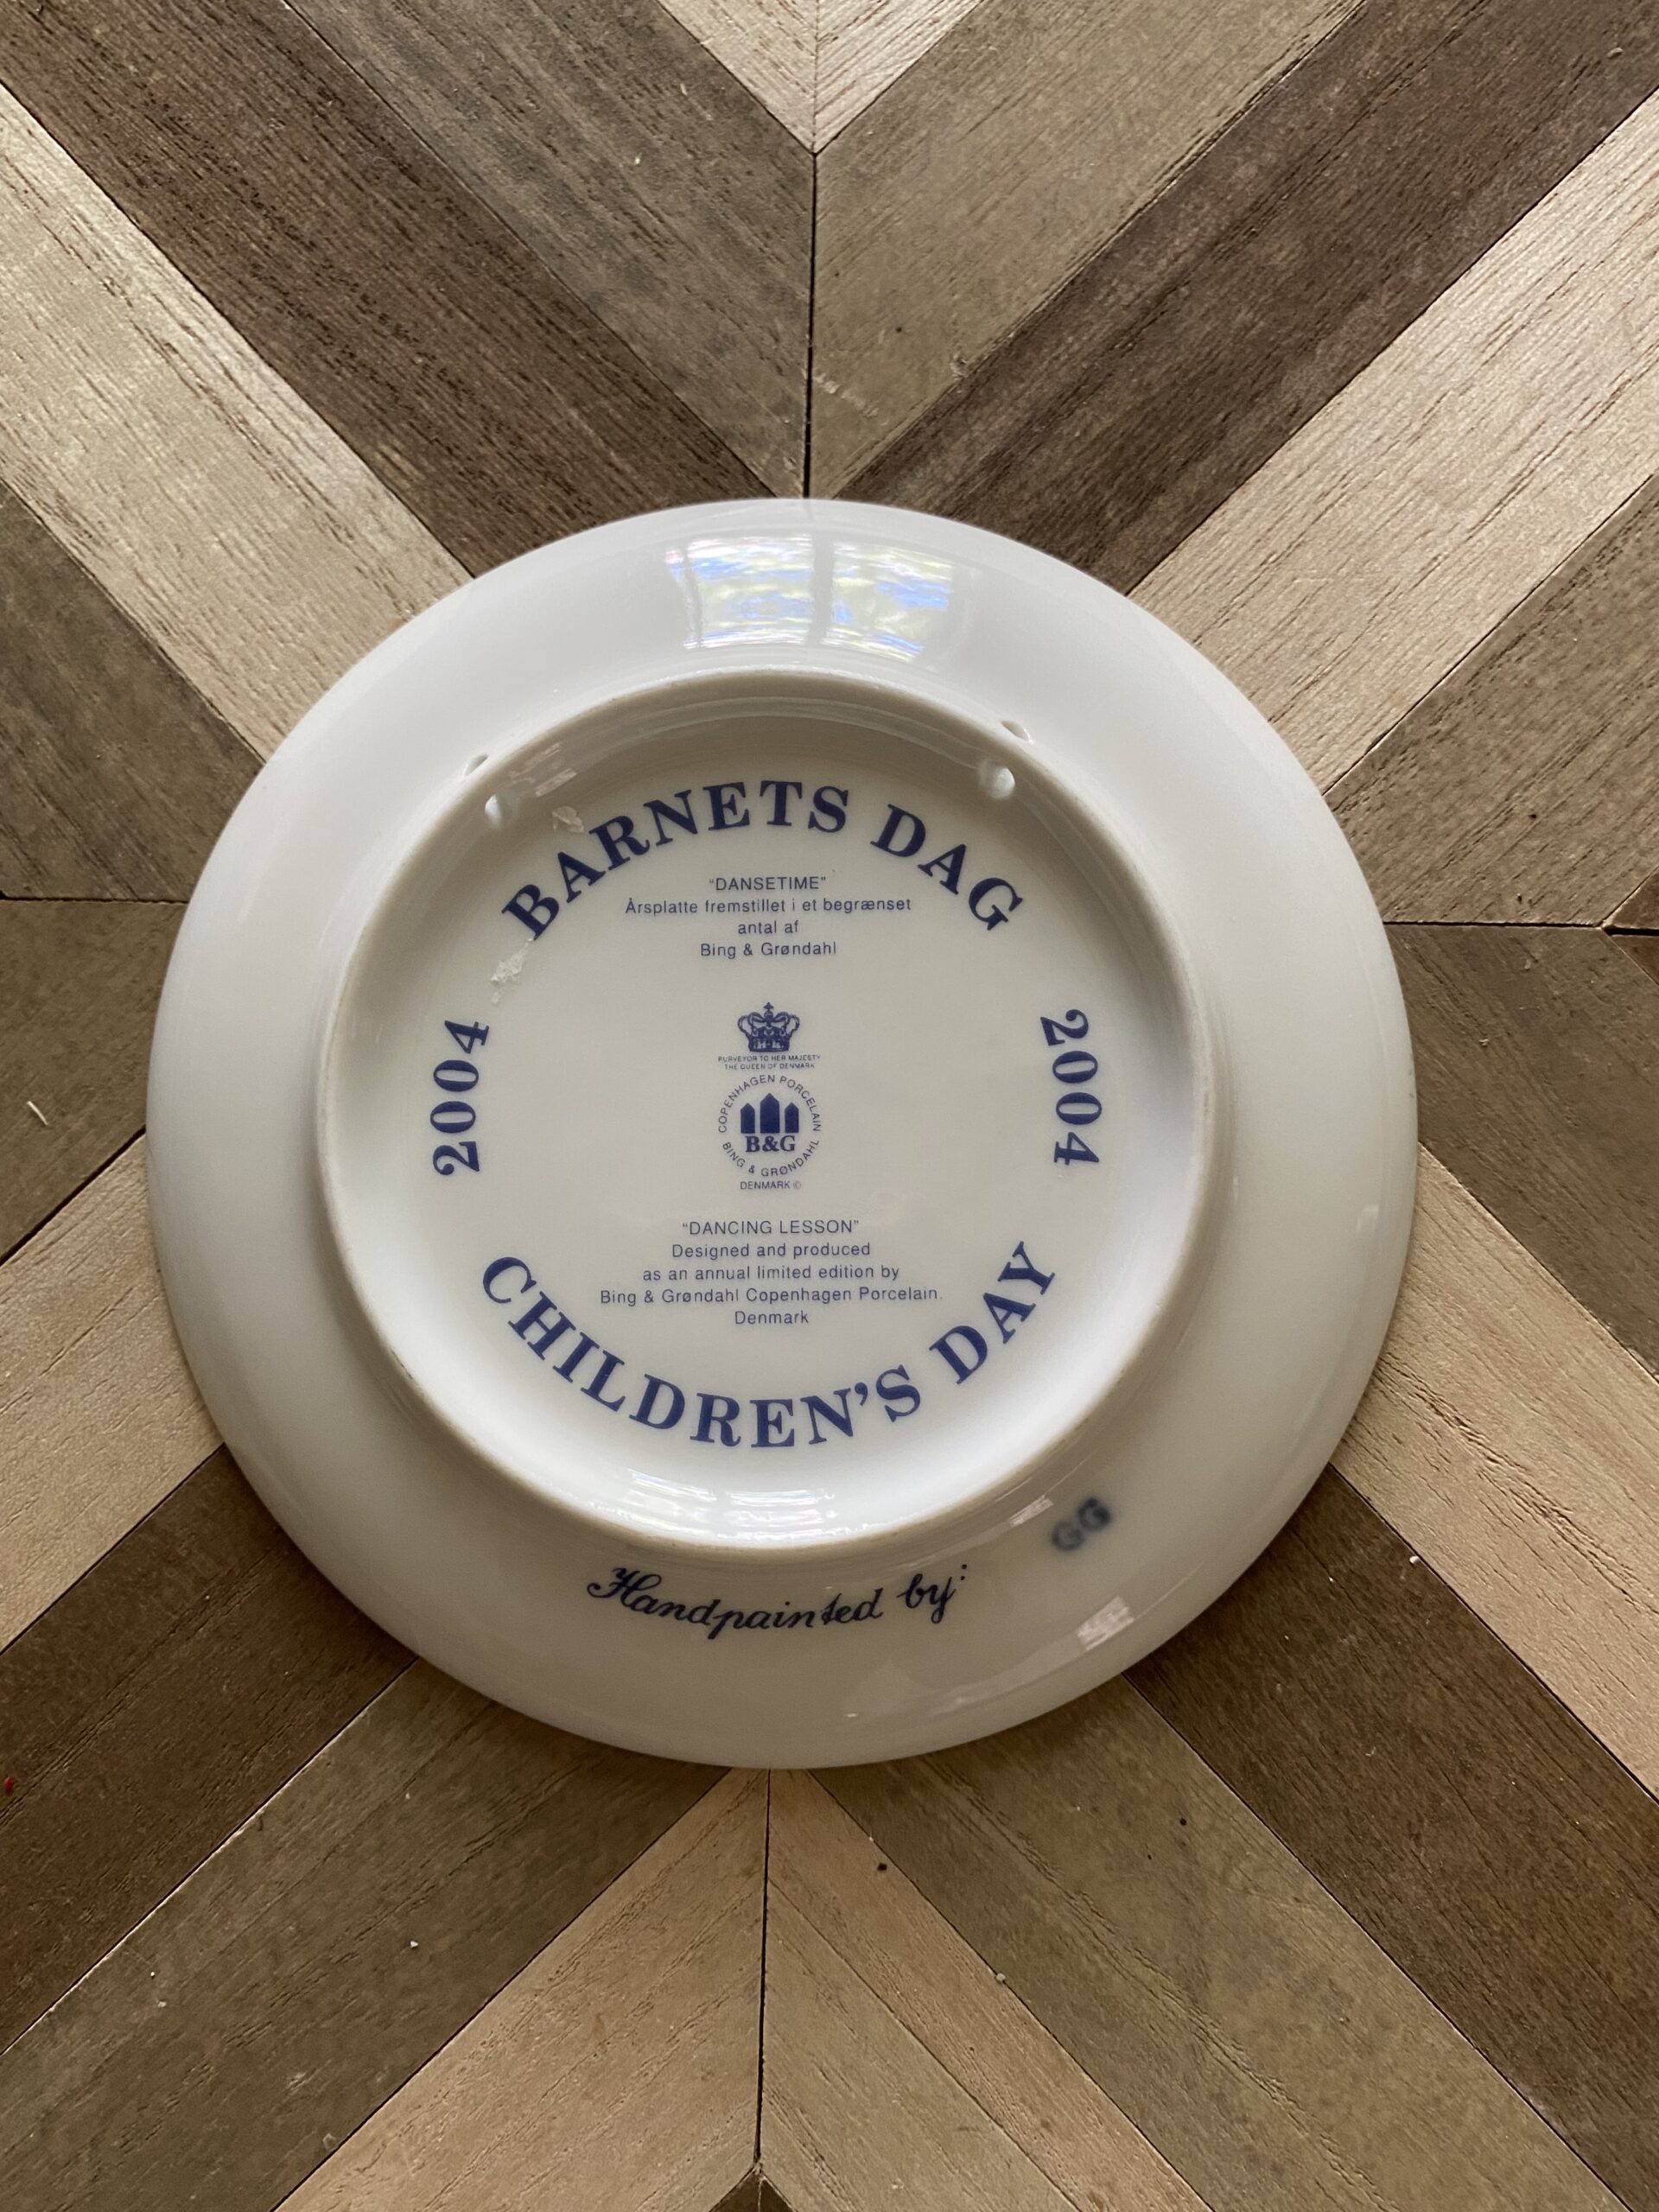 BARNETS DAG
"DANSETIME"
Årsplatte fremstillet i et begrænset
antal af
Bing & Grøndahl
2004
2004
PURVEYOR TO HER MAJESTY
THE QUEEN OF DENMARK
COPENHAGEN PORCELAIN
B&G
BING & GRØNDAHL
DENMARK ©
"DANCING LESSON"
Designed and produced
as an annual limited edition by
Bing & Grøndahl Copenhagen Porcelain.
Denmark
CHILDREN'S DAY
Handpainted by:
GG